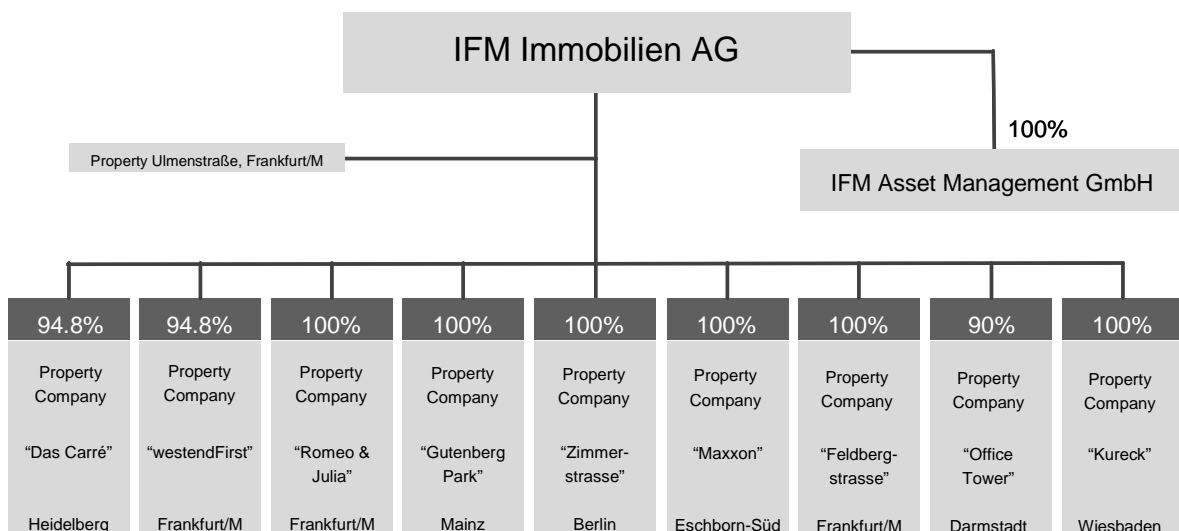 IFM Immobilien AG
100%
Property Ulmenstraße, Frankfurt/M
IFM Asset Management GmbH
94.8%
94.8%
100%
100%
100%
100%
100%
90%
100%
Property
Company
“Das Carré”
Heidelberg
Property
Company
“westendFirst”
Frankfurt/M
Property
Company
“Romeo &
Julia”
Frankfurt/M
Property
Company
“Gutenberg
Park”
Mainz
Property
Company
“Zimmer-
strasse”
Berlin
Property
Company
“Maxxon”
Eschborn-Süd
Property
Company
“Feldberg-
strasse”
Frankfurt/M
Property
Company
“Office
Tower”
Darmstadt
Property
Company
“Kureck”
Wiesbaden